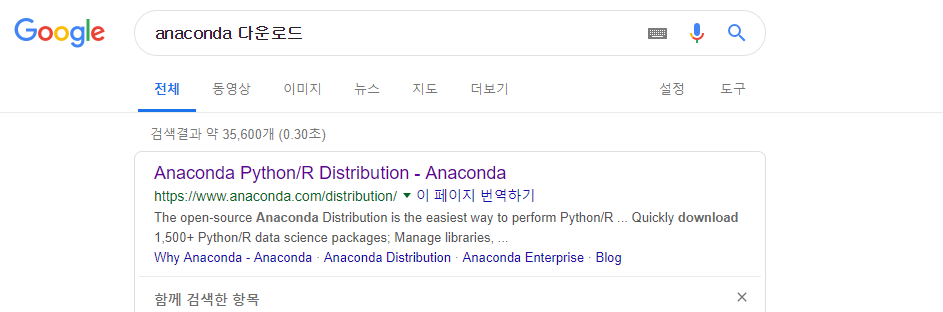 Google
anaconda 다운로드
전체 동영상 이미지 뉴스 지도 더보기 설정 도구
검색결과 약 35,600개 (0.30초)
Anaconda Python/R Distribution - Anaconda
https://www.anaconda.com/distribution/ ▼ 이 페이지 번역하기
The open-source Anaconda Distribution is the easiest way to perform Python/R ... Quickly download
1,500+ Python/R data science packages; Manage libraries, ...
Why Anaconda - Anaconda · Anaconda Distribution · Anaconda Enterprise · Blog
함께 검색한 항목